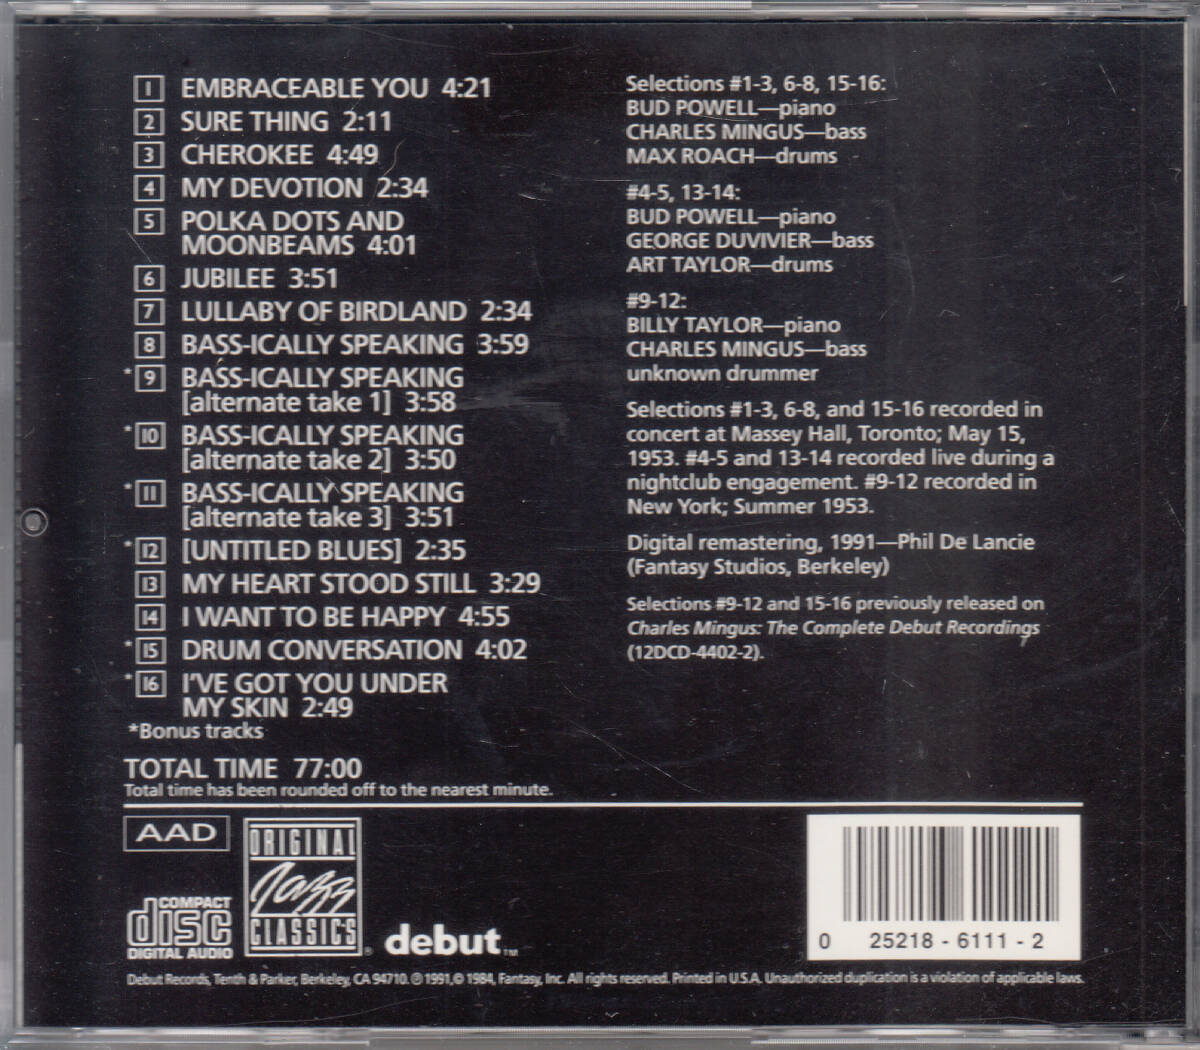 1 EMBRACEABLE YOU 4:21
2 SURE THING 2:11
3 CHEROKEE 4:49
4 MY DEVOTION 2:34
5 POLKA DOTS AND
MOONBEAMS 4:01
6 JUBILEE 3:51
7 LULLABY OF BIRDLAND 2:34
8 BASS-ICALLY SPEAKING 3:59
*9 BASS-ICALLY SPEAKING
[alternate take 1] 3:58
*10 BASS-ICALLY SPEAKING
[alternate take 2] 3:50
*11 BASS-ICALLY SPEAKING
[alternate take 3] 3:51
*12 [UNTITLED BLUES] 2:35
13 MY HEART STOOD STILL 3:29
14 I WANT TO BE HAPPY 4:55
*15 DRUM CONVERSATION 4:02
*16 I'VE GOT YOU UNDER
MY SKIN 2:49
*Bonus tracks
TOTAL TIME 77:00
Total time has been rounded off to the nearest minute.
Selections #1-3, 6-8, 15-16:
BUD POWELL—piano
CHARLES MINGUS—bass
MAX ROACH—drums
#4-5, 13-14:
BUD POWELL—piano
GEORGE DUVIVIER—bass
ART TAYLOR—drums
#9-12:
BILLY TAYLOR—piano
CHARLES MINGUS—bass
unknown drummer
Selections #1-3, 6-8, and 15-16 recorded in
concert at Massey Hall, Toronto; May 15,
1953. #4-5 and 13-14 recorded live during a
nightclub engagement. #9-12 recorded in
New York; Summer 1953.
Digital remastering, 1991—Phil De Lancie
(Fantasy Studios, Berkeley)
Selections #9-12 and 15-16 previously released on
Charles Mingus: The Complete Debut Recordings
(12DCD-4402-2).
AAD
COMPACT
disc
DIGITAL AUDIO
ORIGINAL
Jazz
CLASSICS®
debut™
0 25218 - 6111 - 2
Debut Records, Tenth & Parker, Berkeley, CA 94710. ℗ 1991, © 1984, Fantasy, Inc. All rights reserved. Printed in U.S.A. Unauthorized duplication is a violation of applicable laws.